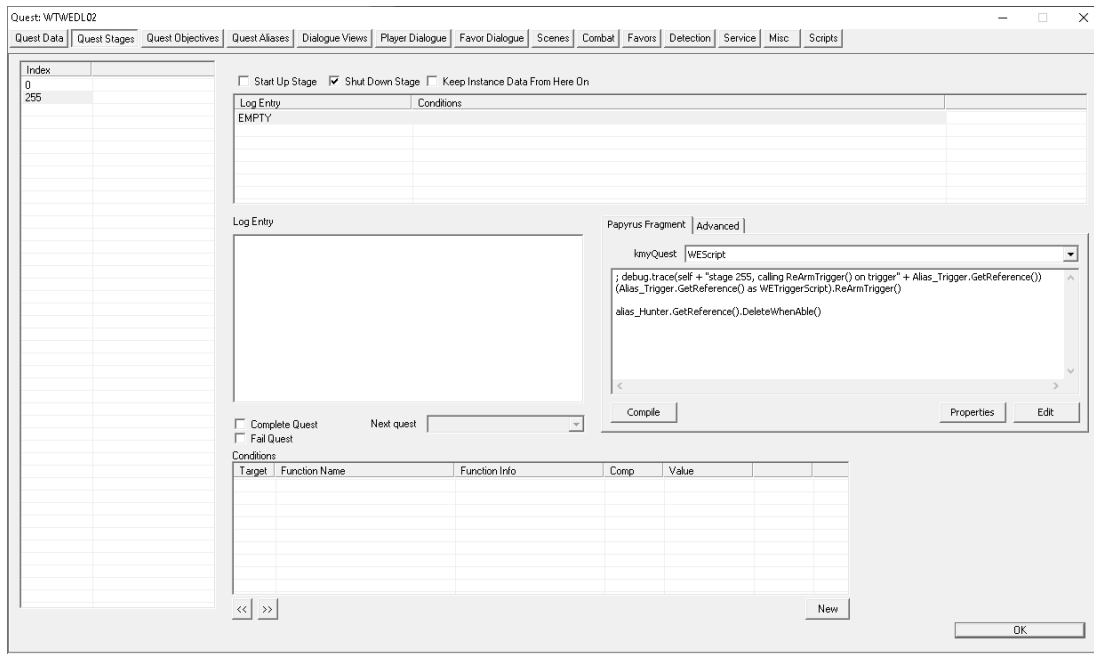 Quest: WTWEDL02
Quest Data Quest Stages Quest Objectives Quest Aliases Dialogue Views Player Dialogue Favor Dialogue Scenes Combat Favors Detection Service Misc Scripts
Index
0
255
Start Up Stage Shut Down Stage Keep Instance Data From Here On
Log Entry Conditions
EMPTY
Log Entry
Papyrus Fragment Advanced
kmyQuest WEScript
; debug.trace(self + "stage 255, calling ReArmTrigger() on trigger" + Alias_Trigger.GetReference())
(Alias_Trigger.GetReference() as WETriggerScript).ReArmTrigger()
alias_Hunter.GetReference().DeleteWhenAble()
Compile Properties Edit
Complete Quest Next quest
Fail Quest
Conditions
Target Function Name Function Info Comp Value
<< >> New
OK